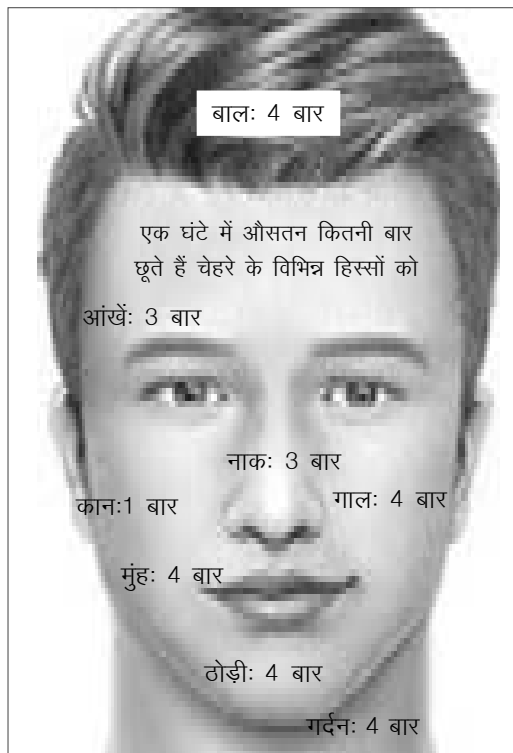 बाल: 4 बार
एक घंटे में औसतन कितनी बार
छूते हैं चेहरे के विभिन्न हिस्सों को
आंखें: 3 बार
नाक: 3 बार
कान:1 बार
गाल: 4 बार
मुंह: 4 बार
ठोड़ी: 4 बार
गर्दन: 4 बार